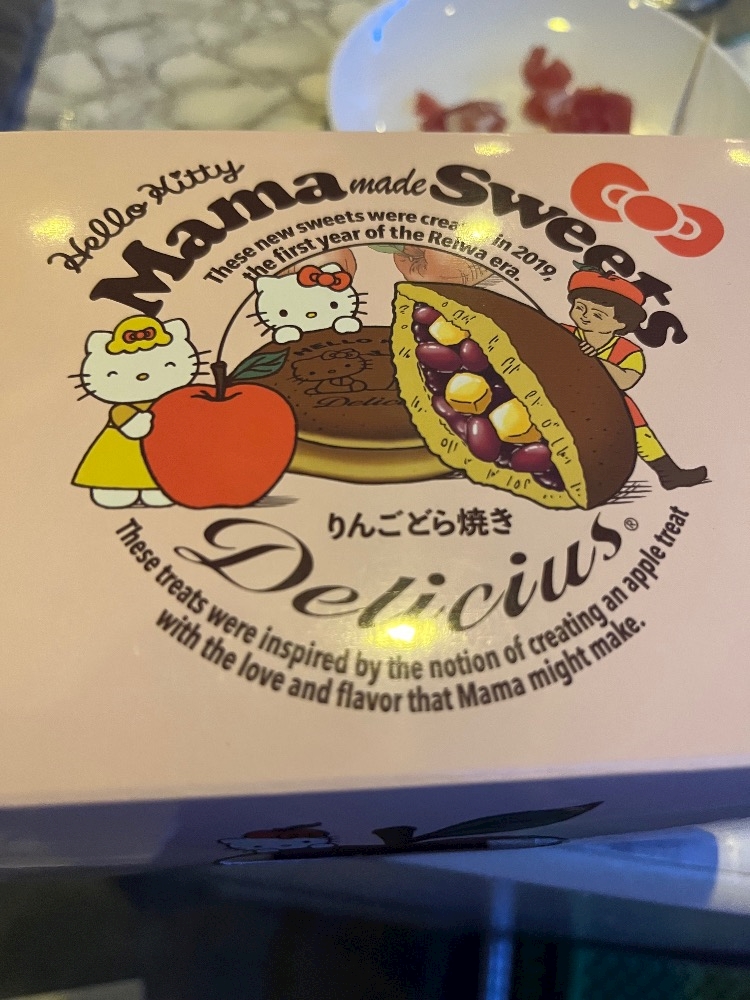 Hello Kitty
Mama made Sweets
These new sweets were created in 2019,
the first year of the Reiwa era.
HELLO
Delic
りんごどら焼き
Delicius®
These treats were inspired by the notion of creating an apple treat
with the love and flavor that Mama might make.